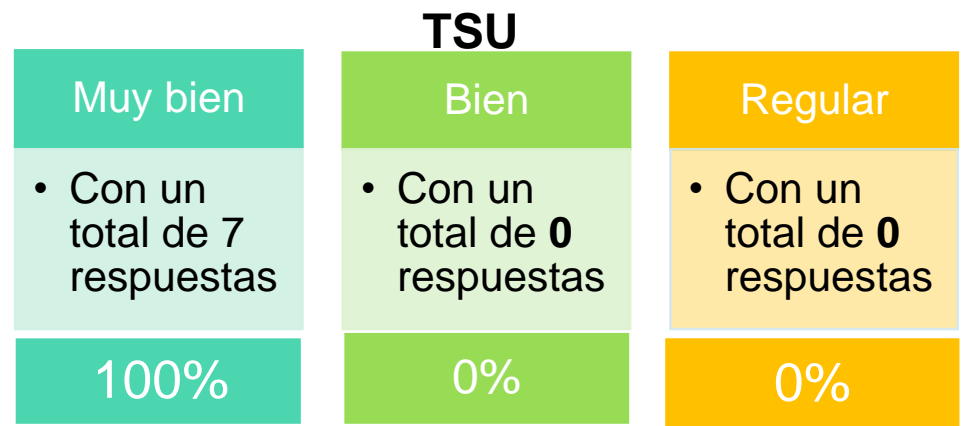 TSU
Muy bien
• Con un
total de 7
respuestas
100%
Bien
• Con un
total de 0
respuestas
0%
Regular
• Con un
total de 0
respuestas
0%